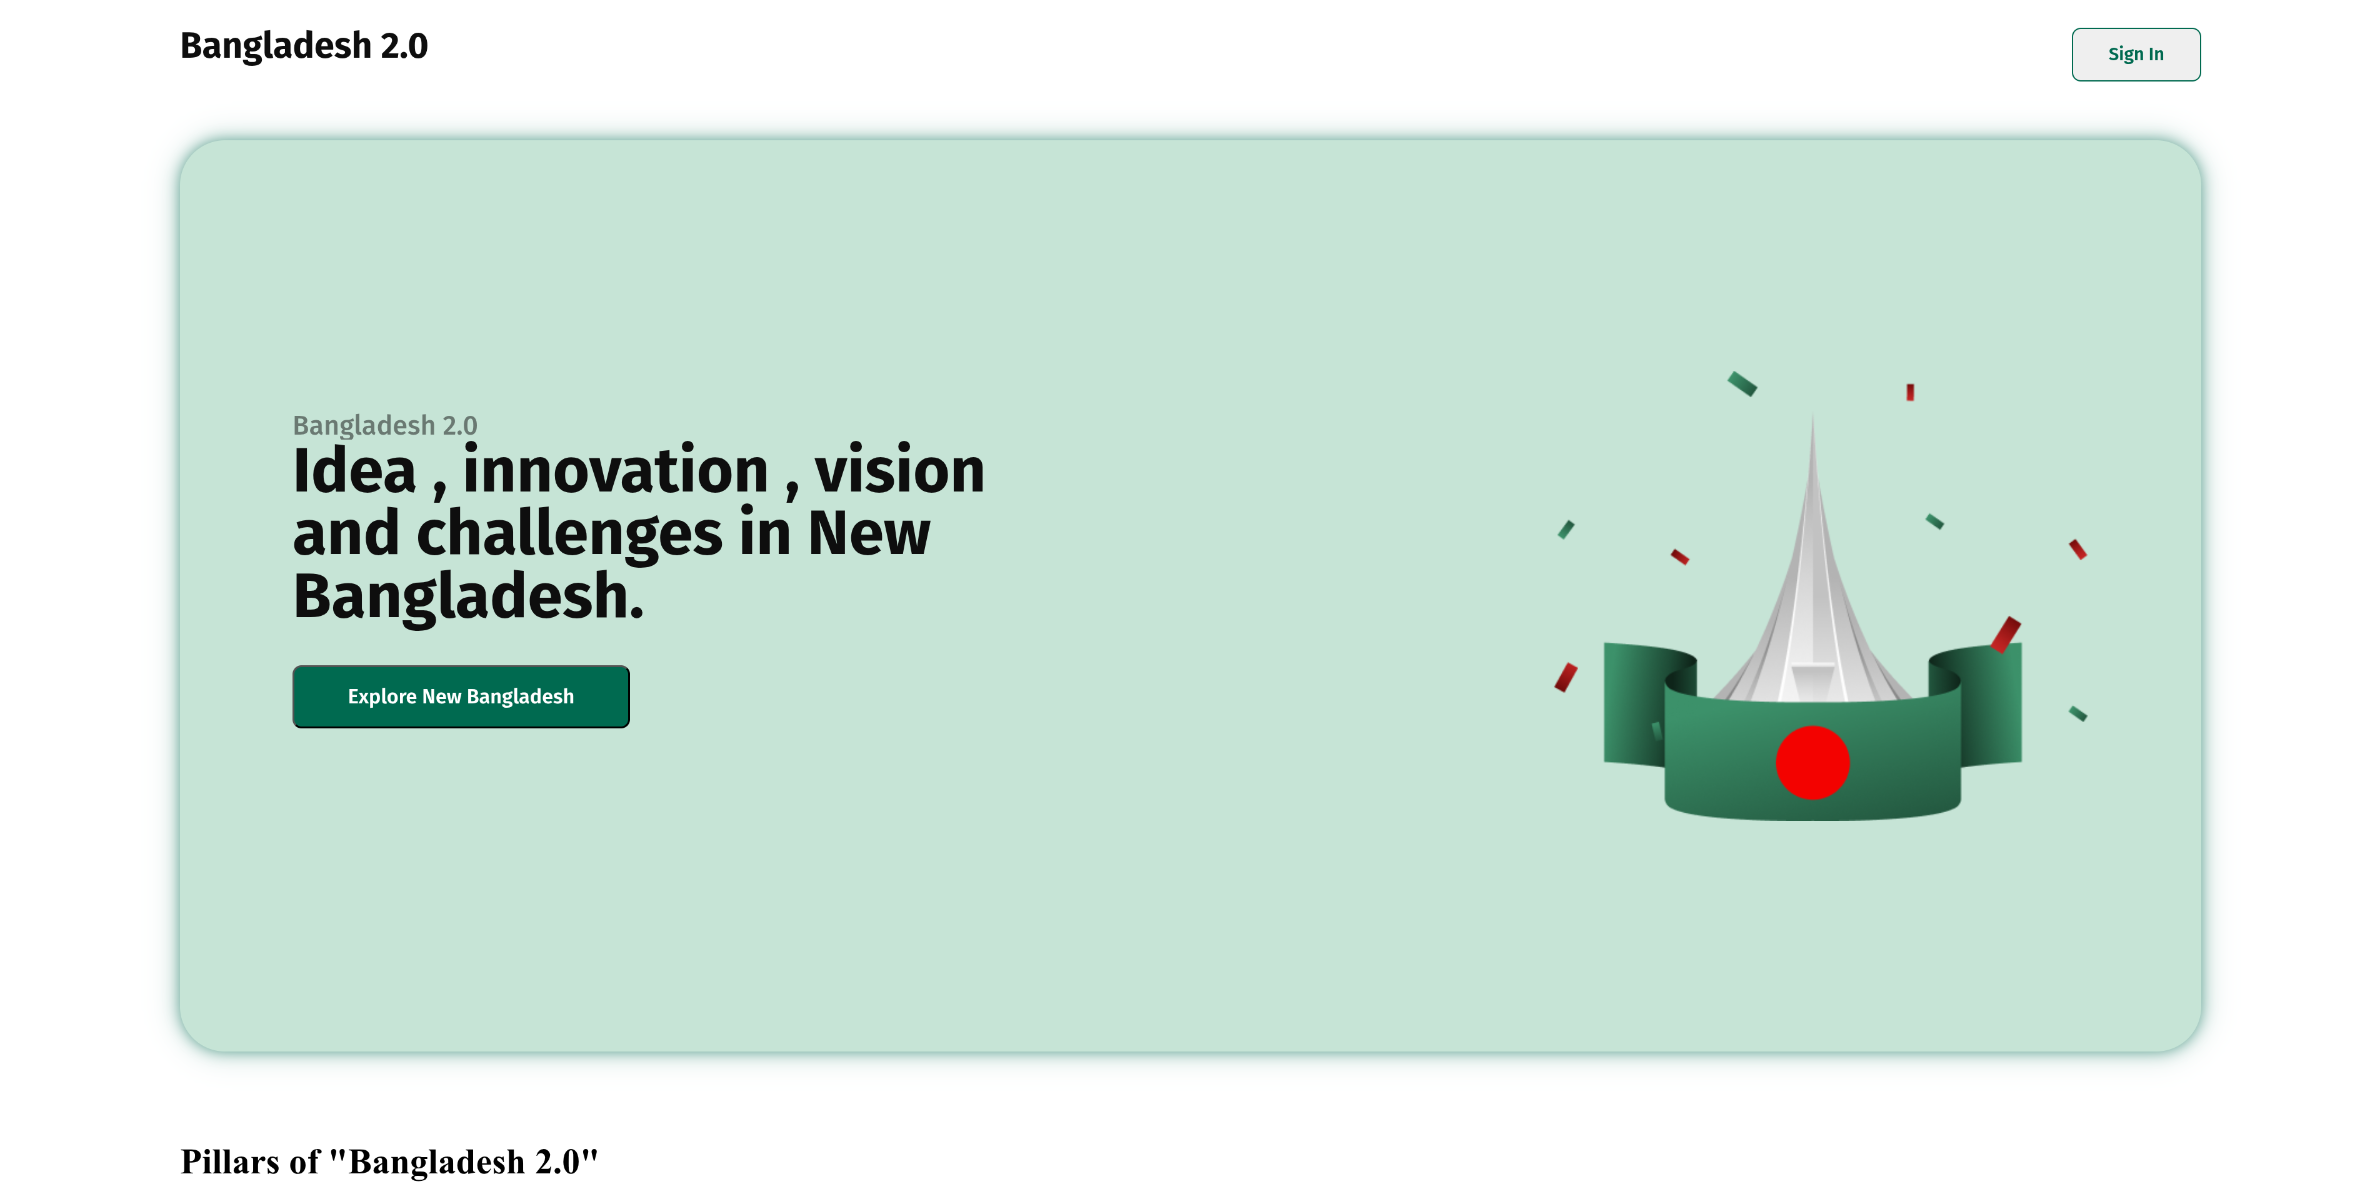 Bangladesh 2.0
Sign In
Bangladesh 2.0
Idea , innovation , vision
and challenges in New
Bangladesh.
Explore New Bangladesh
Pillars of "Bangladesh 2.0"